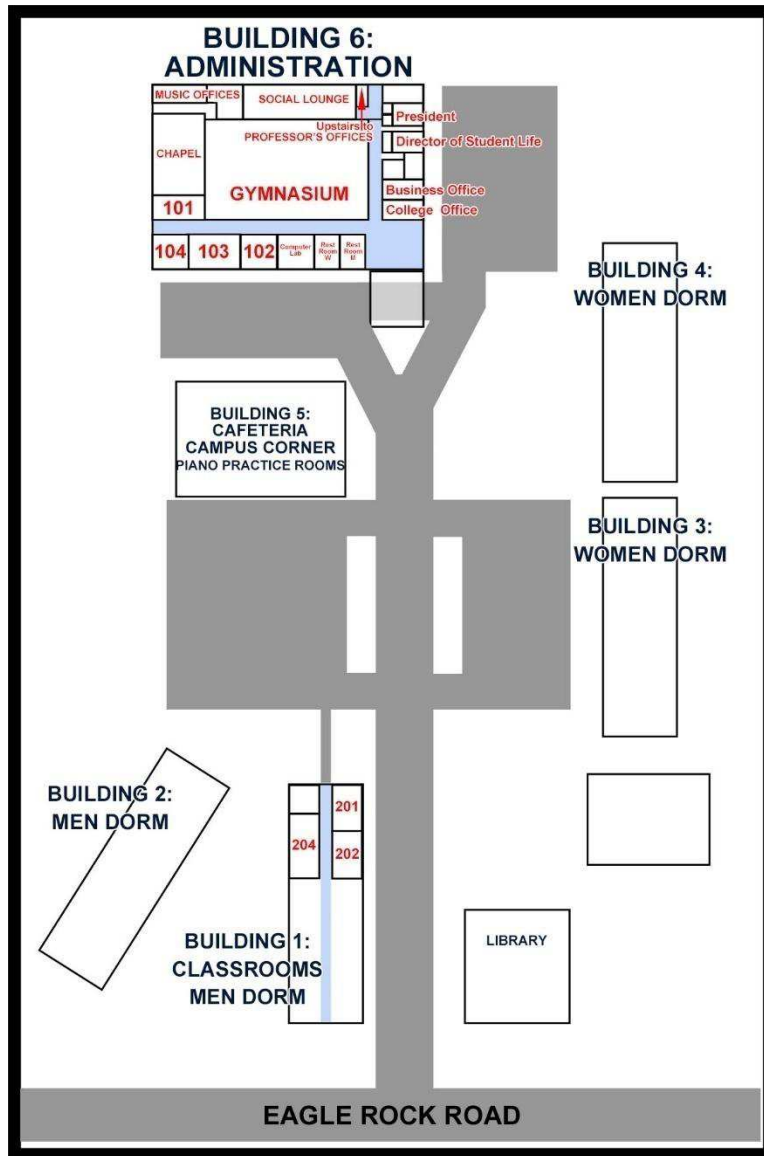 BUILDING 6:
ADMINISTRATION
MUSIC OFFICES
SOCIAL LOUNGE
President
Upstairs to
PROFESSOR'S OFFICES
Director of Student Life
CHAPEL
GYMNASIUM
Business Office
101
College Office
104
103
102
Computer
Lab
Rest
Room
W
Rest
Room
M
BUILDING 4:
WOMEN DORM
BUILDING 5:
CAFETERIA
CAMPUS CORNER
PIANO PRACTICE ROOMS
BUILDING 3:
WOMEN DORM
BUILDING 2:
MEN DORM
201
204
202
BUILDING 1:
CLASSROOMS
MEN DORM
LIBRARY
EAGLE ROCK ROAD